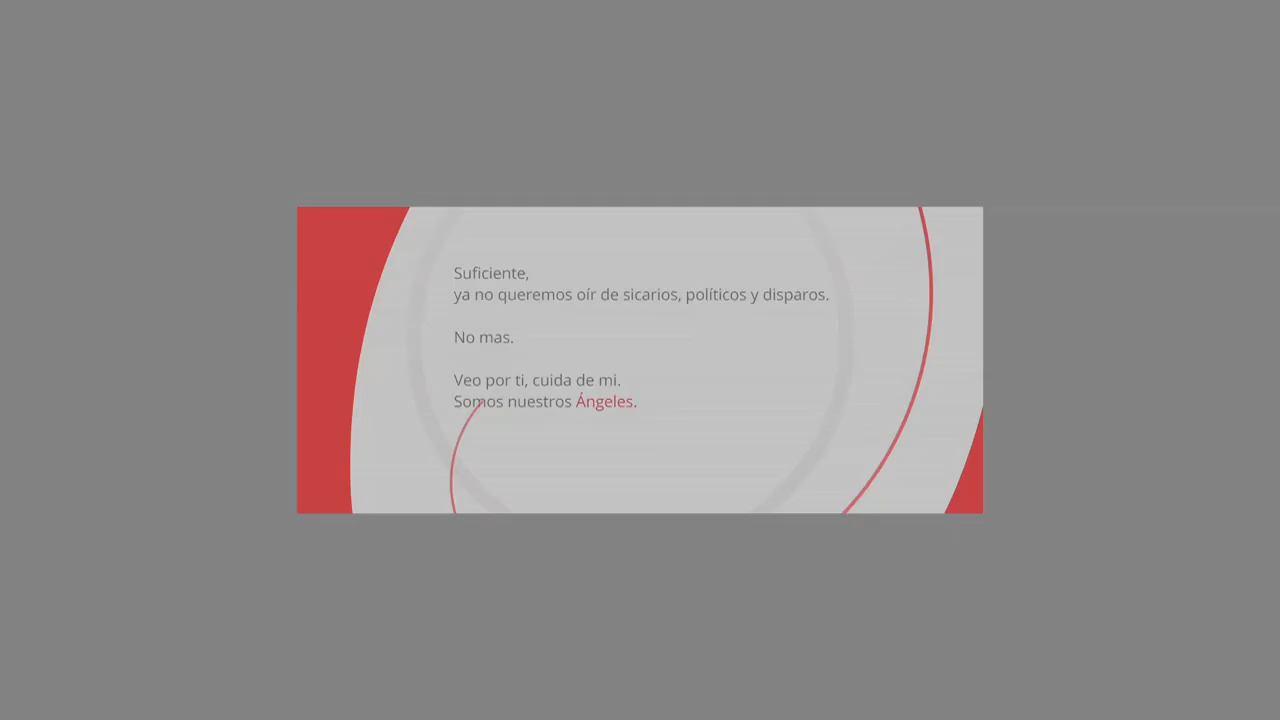 Suficiente,
ya no queremos oír de sicarios, políticos y disparos.
No mas.
Veo por ti, cuida de mi.
Somos nuestros Ángeles.